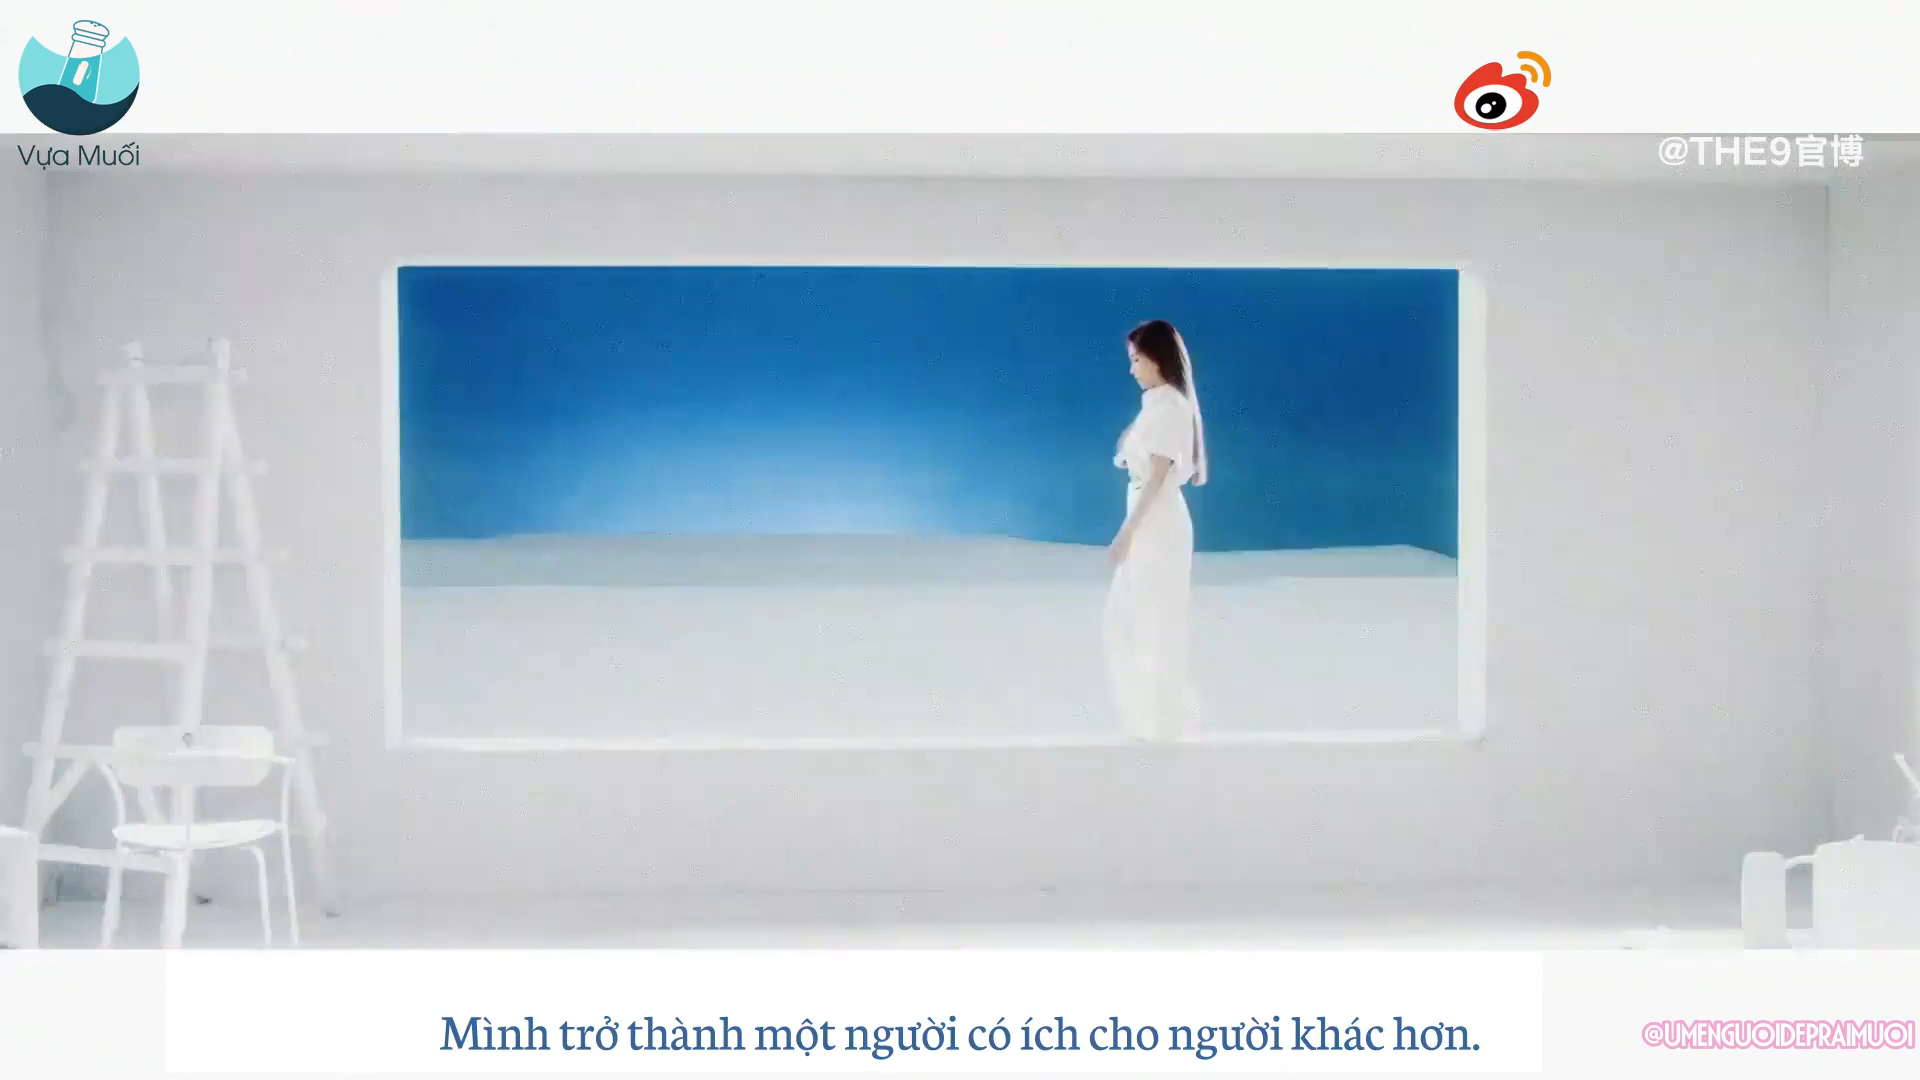 Vựa Muối
@THE9官博
Mình trở thành một người có ích cho người khác hơn.
@UMENGUOIDEPRAIMUOI